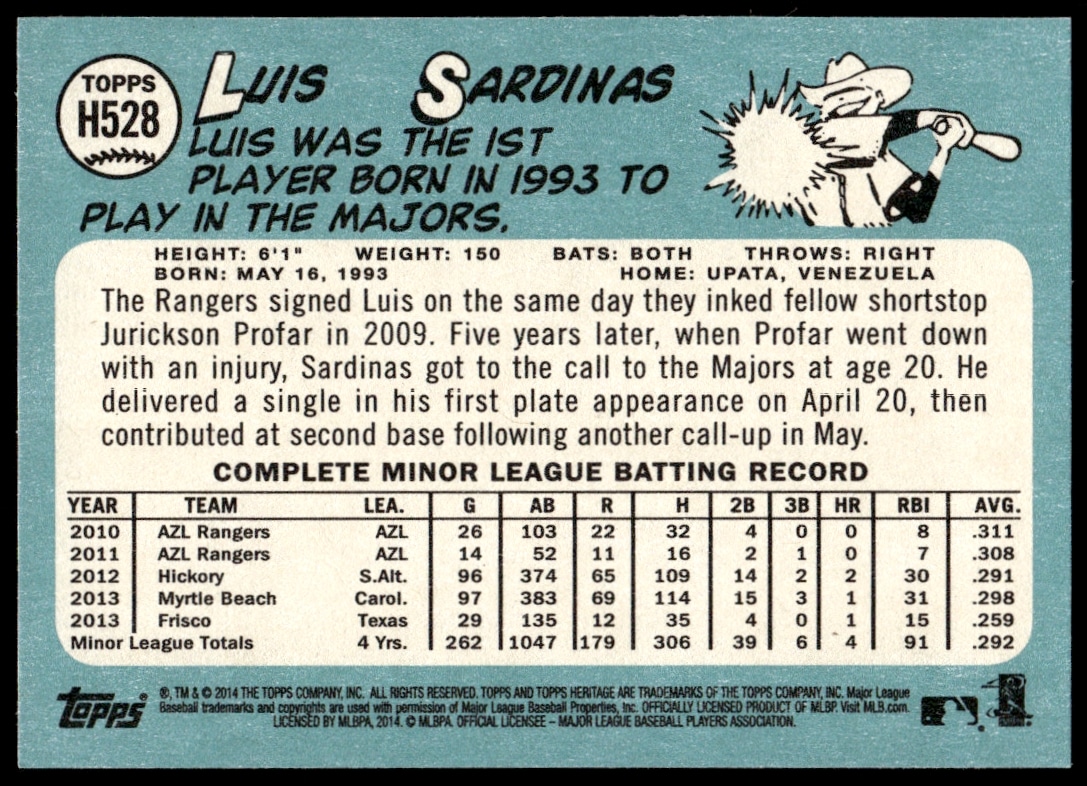 TOPPS
H528
LUIS SARDINAS
LUIS WAS THE 1ST
PLAYER BORN IN 1993 TO
PLAY IN THE MAJORS.
HEIGHT: 6'1" WEIGHT: 150 BATS: BOTH THROWS: RIGHT
BORN: MAY 16, 1993 HOME: UPATA, VENEZUELA
The Rangers signed Luis on the same day they inked fellow shortstop
Jurickson Profar in 2009. Five years later, when Profar went down
with an injury, Sardinas got to the call to the Majors at age 20. He
delivered a single in his first plate appearance on April 20, then
contributed at second base following another call-up in May.
COMPLETE MINOR LEAGUE BATTING RECORD
YEAR TEAM LEA. G AB R H 2B 3B HR RBI AVG.
2010 AZL Rangers AZL 26 103 22 32 4 0 0 8 .311
2011 AZL Rangers AZL 14 52 11 16 2 1 0 7 .308
2012 Hickory S.Alt. 96 374 65 109 14 2 2 30 .291
2013 Myrtle Beach Carol. 97 383 69 114 15 3 1 31 .298
2013 Frisco Texas 29 135 12 35 4 0 1 15 .259
Minor League Totals 4 Yrs. 262 1047 179 306 39 6 4 91 .292
TOPPS ®, TM & © 2014 THE TOPPS COMPANY, INC. ALL RIGHTS RESERVED. TOPPS AND TOPPS HERITAGE ARE TRADEMARKS OF THE TOPPS COMPANY, INC. Major League
Baseball trademarks and copyrights are used with permission of Major League Baseball Properties, Inc. OFFICIALLY LICENSED PRODUCT OF MLBP. Visit MLB.com.
LICENSED BY MLBPA, 2014. © MLBPA. OFFICIAL LICENSEE – MAJOR LEAGUE BASEBALL PLAYERS ASSOCIATION.